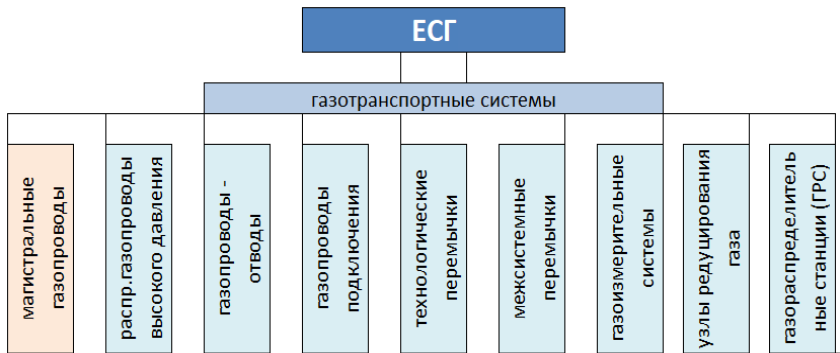 ЕСГ
газотранспортные системы
магистральные
газопроводы
распр.газопроводы
высокого давления
газопроводы -
отводы
газопроводы
подключения
технологические
перемычки
межсистемные
перемычки
газоизмерительные
системы
узлы редуцирования
газа
газораспределитель
ные станции (ГРС)